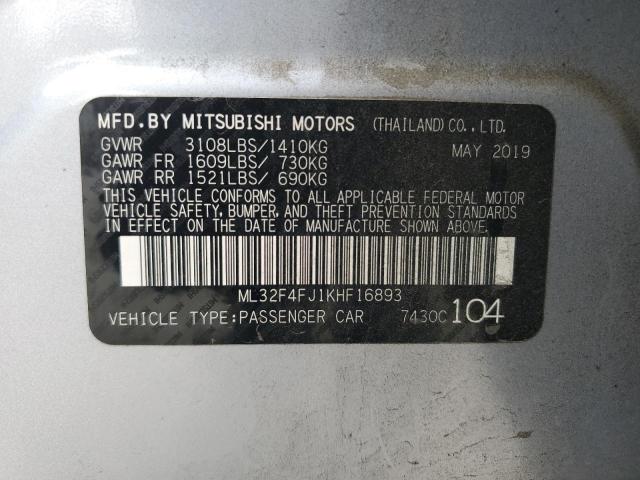 MFD. BY MITSUBISHI MOTORS (THAILAND) CO., LTD.
GVWR 3108LBS/1410KG MAY 2019
GAWR FR 1609LBS/ 730KG
GAWR RR 1521LBS/ 690KG
THIS VEHICLE CONFORMS TO ALL APPLICABLE FEDERAL MOTOR
VEHICLE SAFETY, BUMPER, AND THEFT PREVENTION STANDARDS
IN EFFECT ON THE DATE OF MANUFACTURE SHOWN ABOVE.
ML32F4FJ1KHF16893
VEHICLE TYPE:PASSENGER CAR 7430C 104